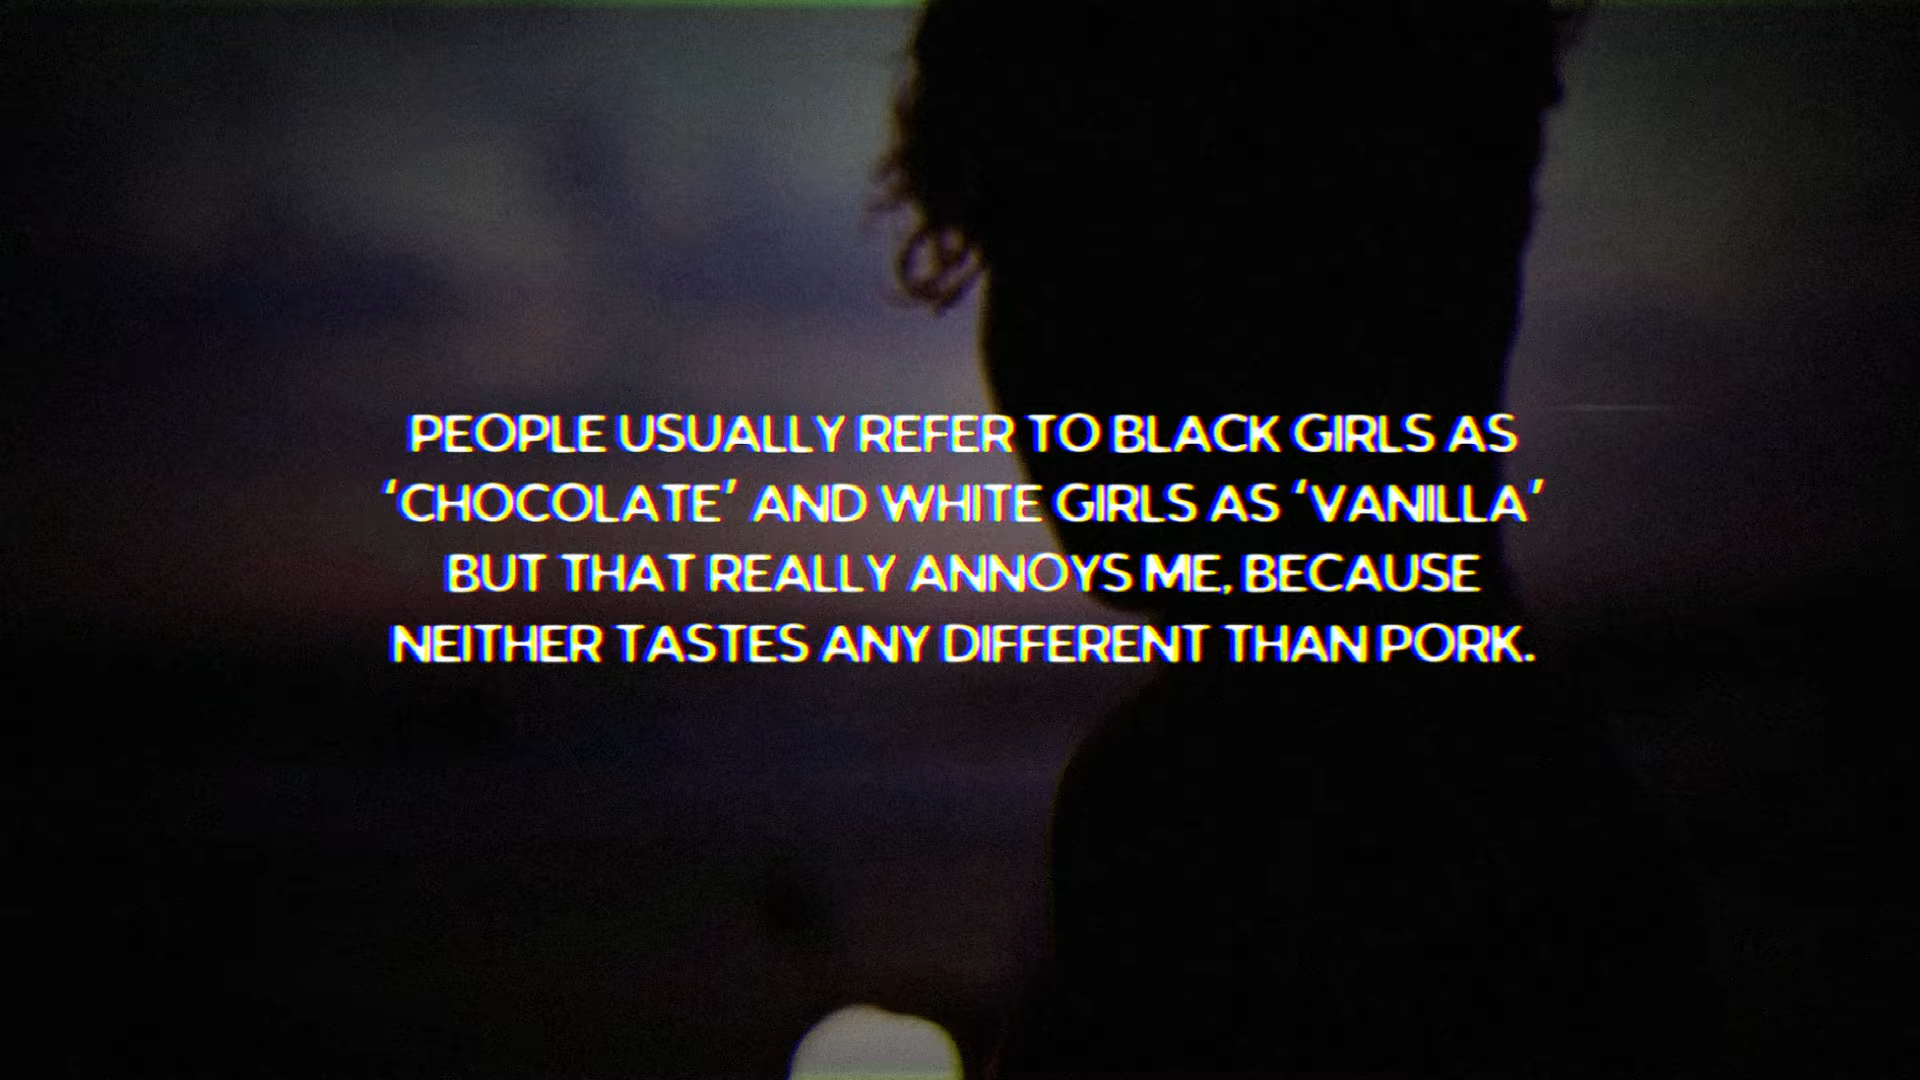 PEOPLE USUALLY REFER TO BLACK GIRLS AS
‘CHOCOLATE’ AND WHITE GIRLS AS ‘VANILLA’
BUT THAT REALLY ANNOYS ME, BECAUSE
NEITHER TASTES ANY DIFFERENT THAN PORK.